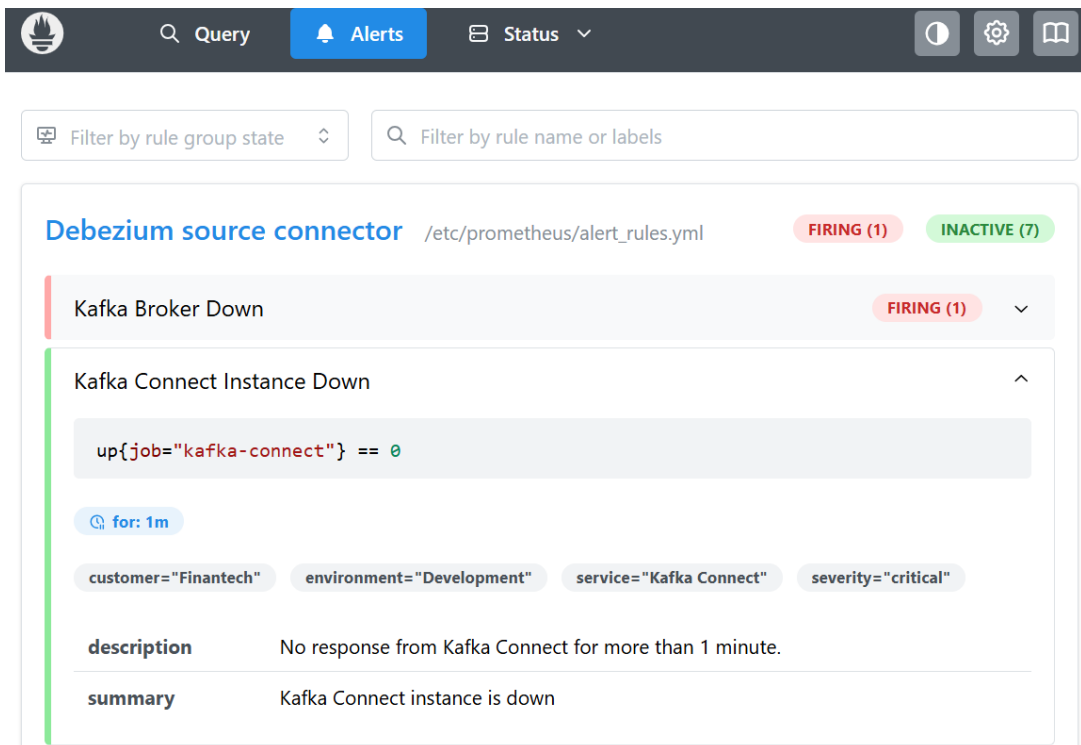 Query Alerts Status
Filter by rule group state Filter by rule name or labels
Debezium source connector /etc/prometheus/alert_rules.yml FIRING (1) INACTIVE (7)
Kafka Broker Down FIRING (1)
Kafka Connect Instance Down
up{job="kafka-connect"} == 0
for: 1m
customer="Finantech" environment="Development" service="Kafka Connect" severity="critical"
description No response from Kafka Connect for more than 1 minute.
summary Kafka Connect instance is down